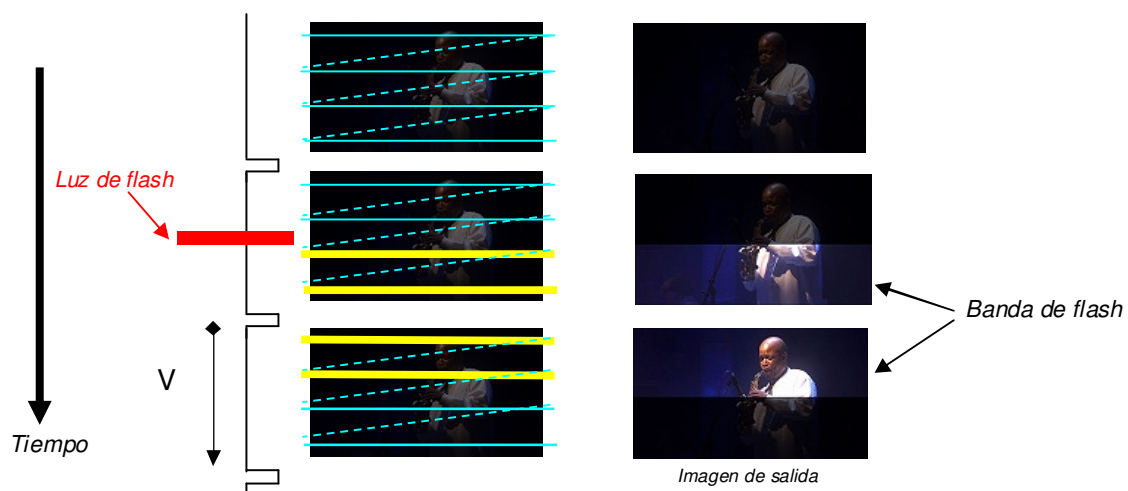 Luz de flash
Banda de flash
V
Tiempo
Imagen de salida